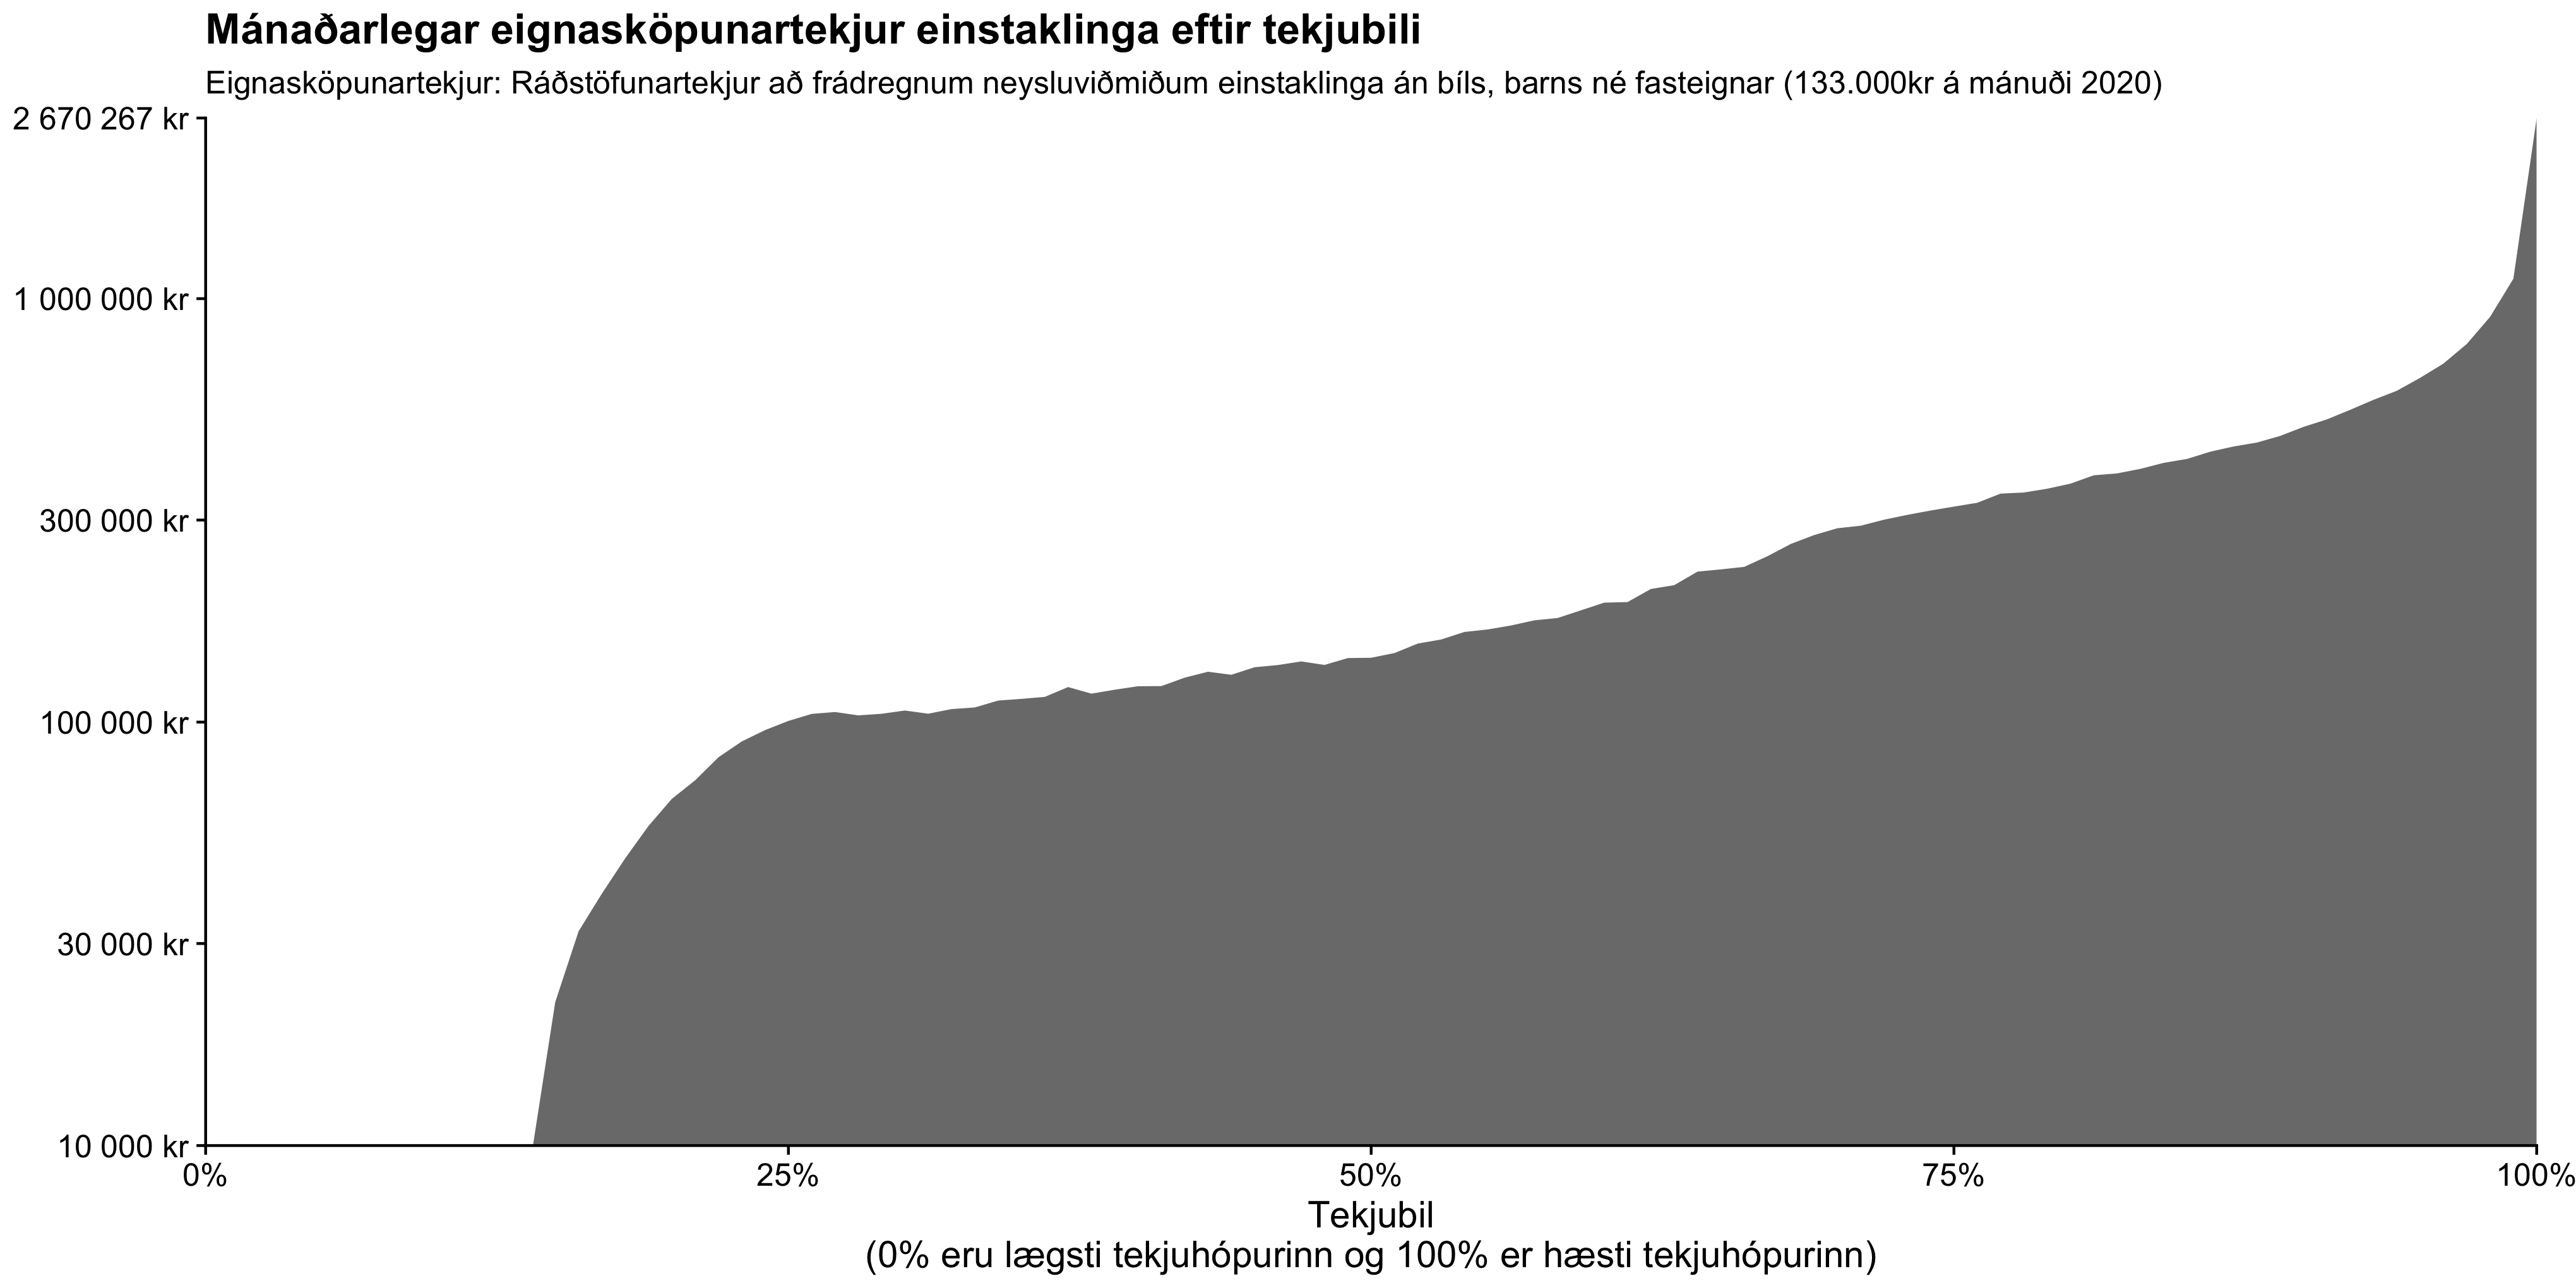 Mánaðarlegar eignasköpunartekjur einstaklinga eftir tekjubili
Eignasköpunartekjur: Ráðstöfunartekjur að frádregnum neysluviðmiðum einstaklinga án bíls, barns né fasteignar (133.000kr á mánuði 2020)
2 670 267 kr
1 000 000 kr
300 000 kr
100 000 kr
30 000 kr
10 000 kr
0% 25% 50% 75% 100%
Tekjubil
(0% eru lægsti tekjuhópurinn og 100% er hæsti tekjuhópurinn)